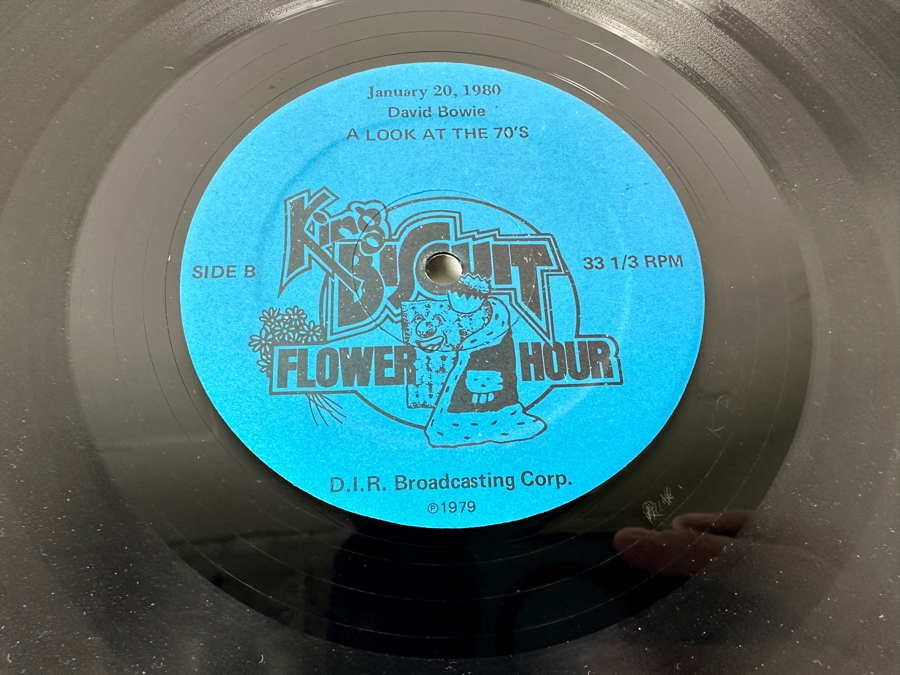 January 20, 1980
David Bowie
A LOOK AT THE 70'S
King
BISCUIT
SIDE B
33 1/3 RPM
FLOWER HOUR
D.I.R. Broadcasting Corp.
℗1979